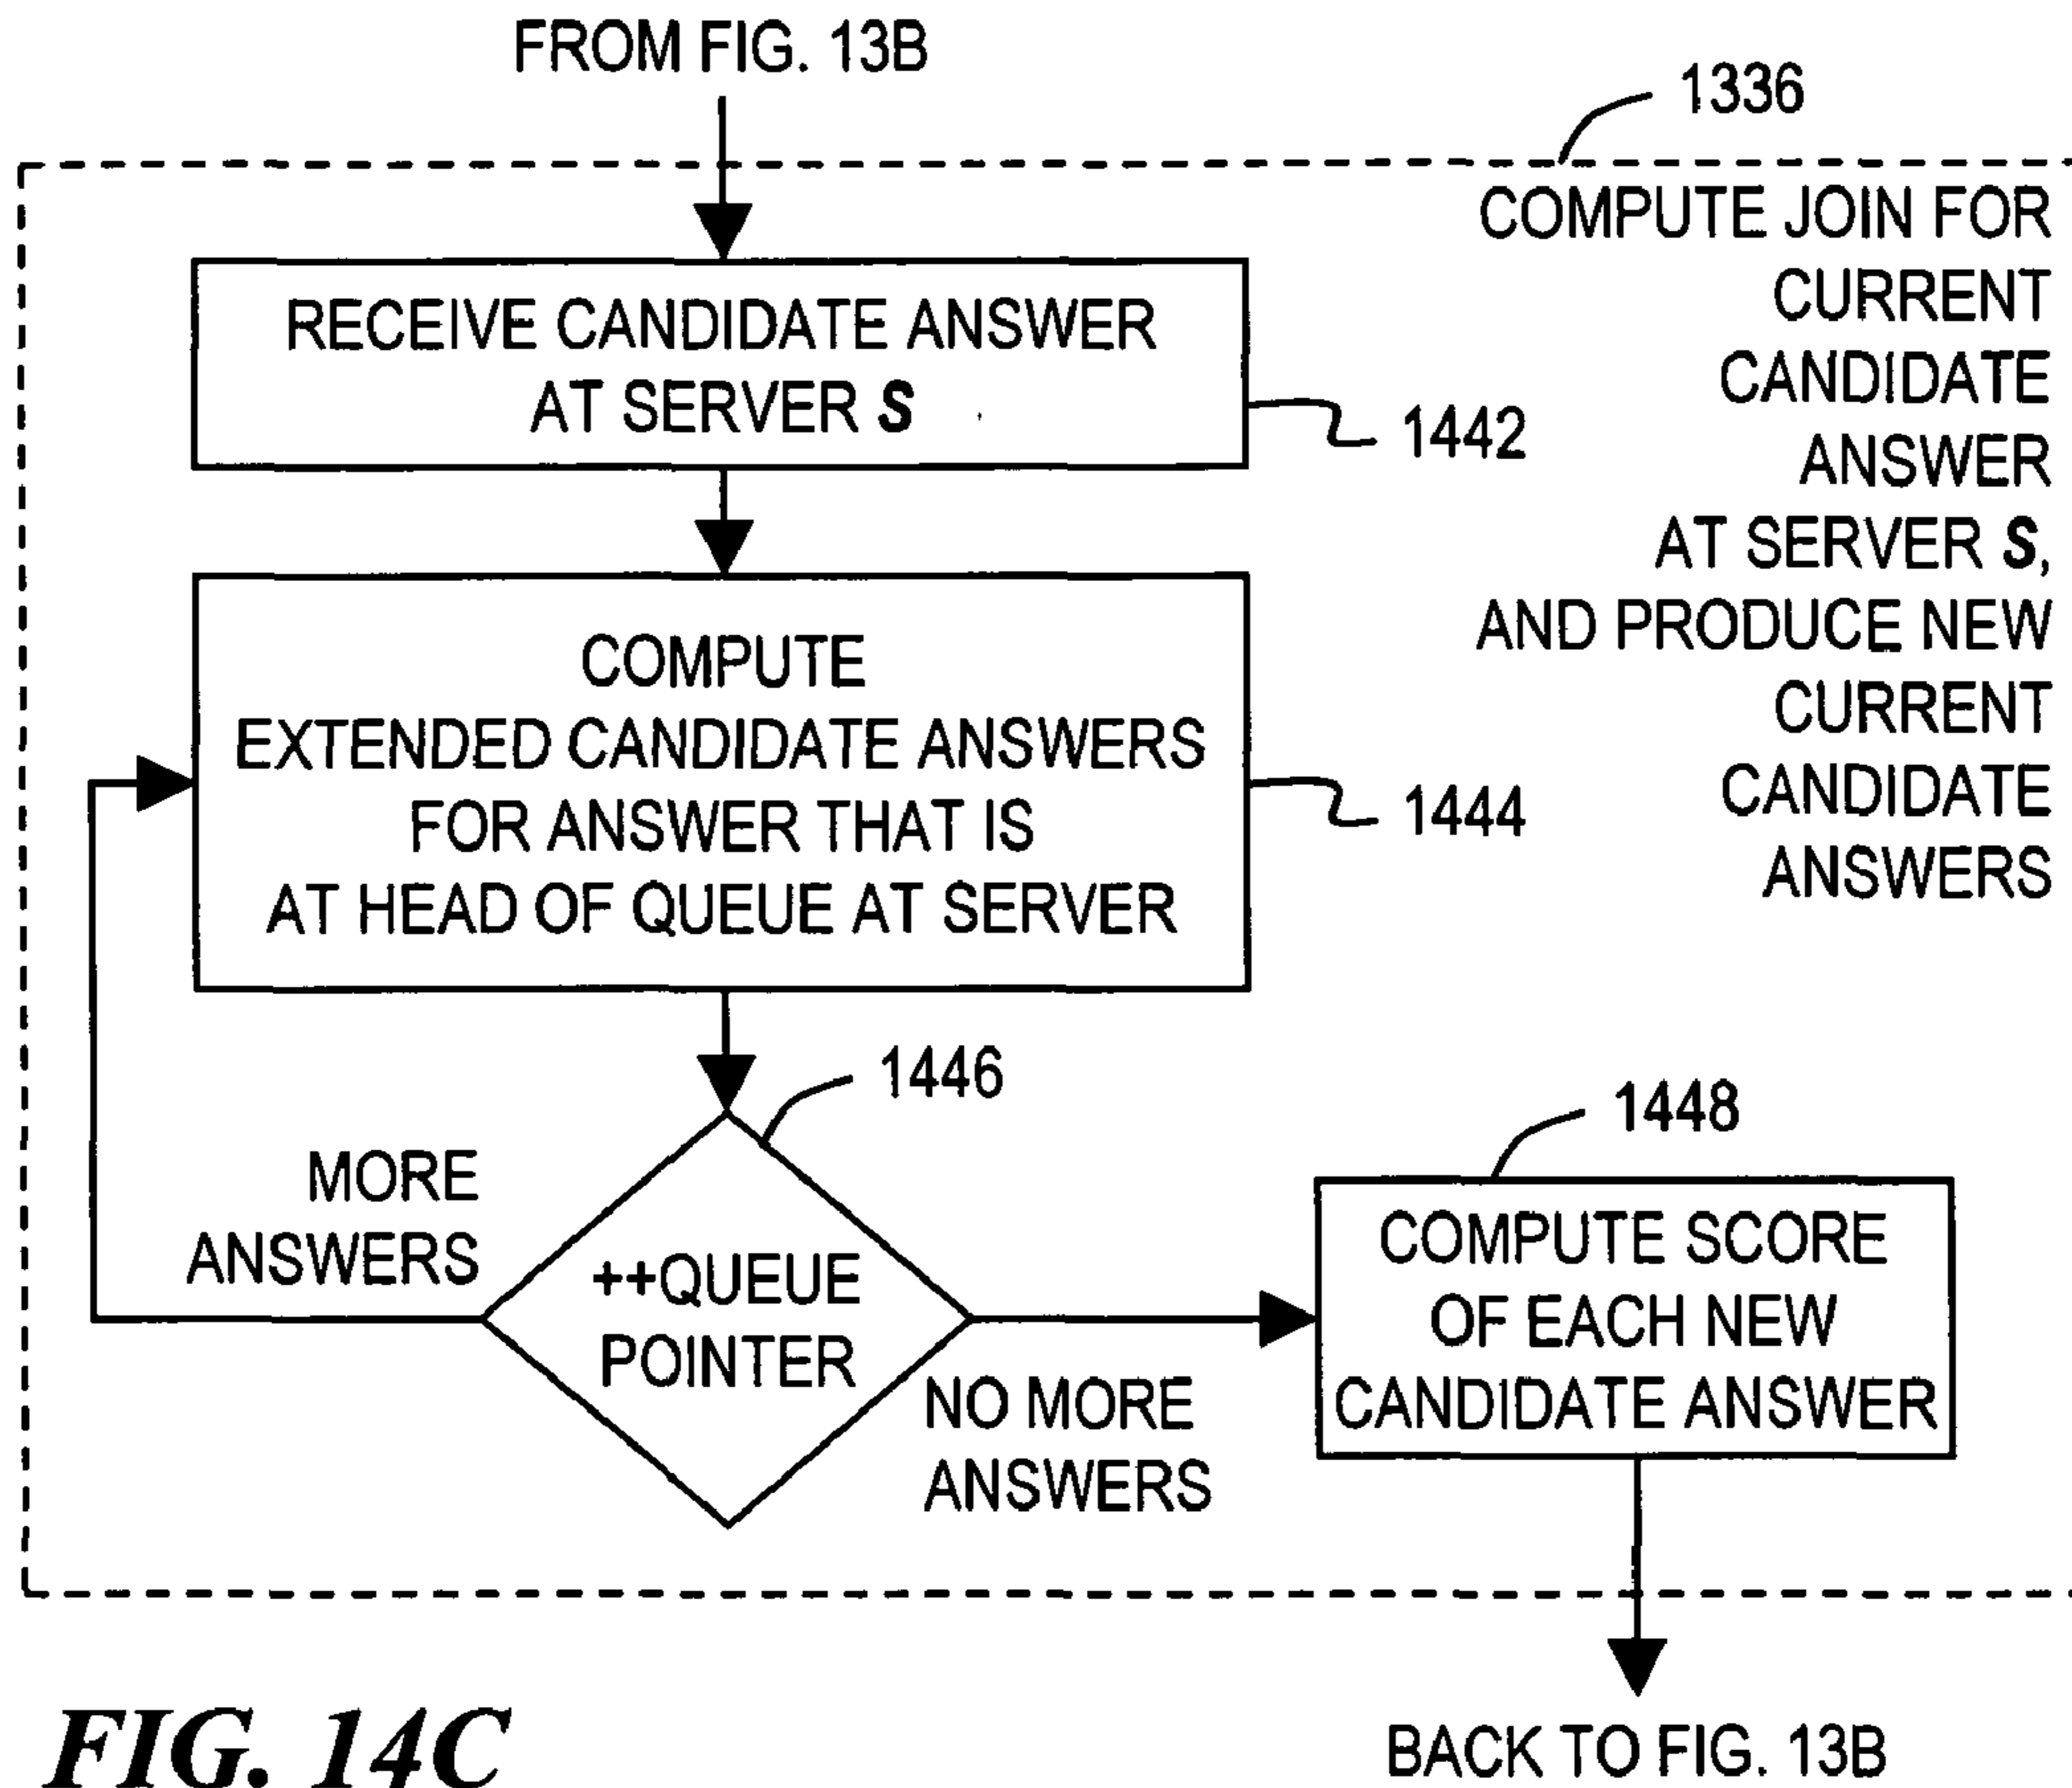 FROM FIG. 13B
1336
COMPUTE JOIN FOR
CURRENT
CANDIDATE
ANSWER
AT SERVER S,
AND PRODUCE NEW
CURRENT
CANDIDATE
ANSWERS
RECEIVE CANDIDATE ANSWER
AT SERVER S
1442
COMPUTE
EXTENDED CANDIDATE ANSWERS
FOR ANSWER THAT IS
AT HEAD OF QUEUE AT SERVER
1444
1446
MORE
ANSWERS
++QUEUE
POINTER
NO MORE
ANSWERS
1448
COMPUTE SCORE
OF EACH NEW
CANDIDATE ANSWER
BACK TO FIG. 13B
FIG. 14C